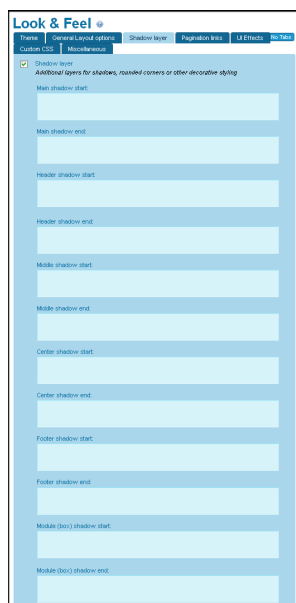 Look & Feel
Theme General Layout options Shadow layer Pagination links UI Effects No Tabs
Custom CSS Miscellaneous
Shadow layer
Additional layers for shadows, rounded corners or other decorative styling
Main shadow start:
Main shadow end:
Header shadow start:
Header shadow end:
Middle shadow start:
Middle shadow end:
Center shadow start:
Center shadow end:
Footer shadow start:
Footer shadow end:
Module (box) shadow start:
Module (box) shadow end: